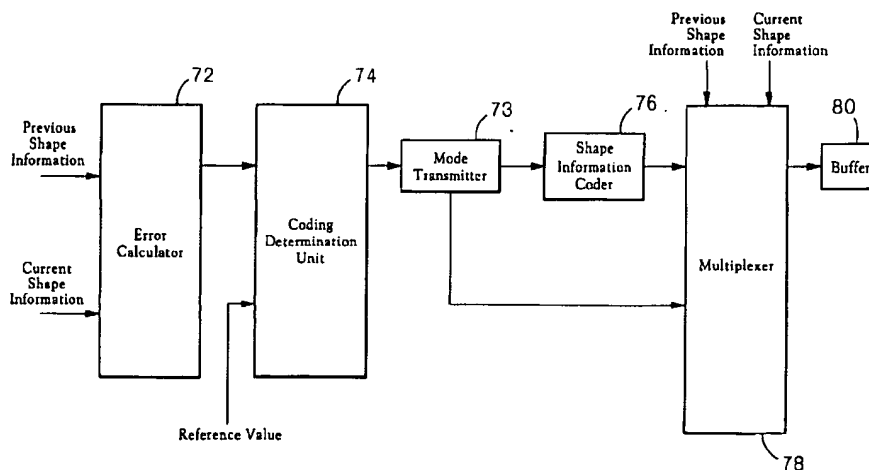 Previous
Shape
Information
Current
Shape
Information
72
74
73
76
80
Previous
Shape
Information
Error
Calculator
Coding
Determination
Unit
Mode
Transmitter
Shape
Information
Coder
Multiplexer
Buffer
Current
Shape
Information
Reference Value
78